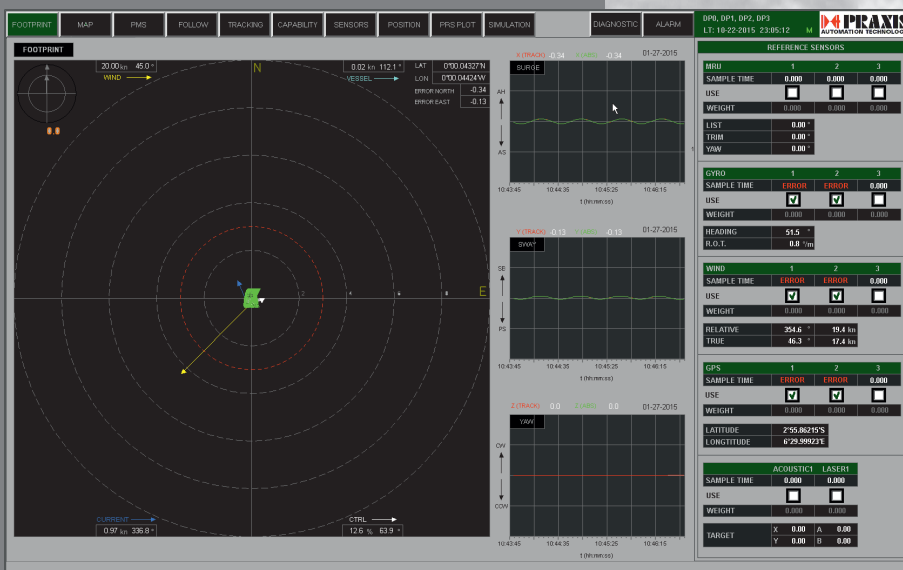 FOOTPRINT MAP PMS FOLLOW TRACKING CAPABILITY SENSORS POSITION PRS PLOT SIMULATION DIAGNOSTIC ALARM
DP0, DP1, DP2, DP3
LT: 10-22-2015 23:05:12 M
PRAXIS
AUTOMATION TECHNOLOG
FOOTPRINT
20.00 kn 45.0 °
WIND
0.0
N
E
0.02 kn 112.1 °
VESSEL
LAT 0°00.04327'N
LON 0°00.04424'W
ERROR NORTH -0.34
ERROR EAST -0.13
2 4 6 8
CURRENT
0.97 kn 336.8 °
CTRL
12.6 % 63.9 °
X (TRACK) -0.34 X (ABS) -0.34 01-27-2015
SURGE
AH
AS
1
10:43:45 10:44:35 10:45:25 10:46:15
t (hh:mm:ss)
Y (TRACK) -0.13 Y (ABS) -0.13 01-27-2015
SWAY
SE
PS
10:43:45 10:44:35 10:45:25 10:46:15
t (hh:mm:ss)
Z (TRACK) 0.0 Z (ABS) 0.0 01-27-2015
YAW
CW
CCW
10:43:45 10:44:35 10:45:25 10:46:15
t (hh:mm:ss)
REFERENCE SENSORS
MRU 1 2 3
SAMPLE TIME 0.000 0.000 0.000
USE
WEIGHT 0.000 0.000 0.000
LIST 0.00 °
TRIM 0.00 °
YAW 0.00 °
GYRO 1 2 3
SAMPLE TIME ERROR ERROR 0.000
USE
WEIGHT 0.000 0.000 0.000
HEADING 51.5 °
R.O.T. 0.8 °/m
WIND 1 2 3
SAMPLE TIME ERROR ERROR 0.000
USE
WEIGHT 0.000 0.000 0.000
RELATIVE 354.6 ° 19.4 kn
TRUE 46.3 ° 17.4 kn
GPS 1 2 3
SAMPLE TIME ERROR ERROR 0.000
USE
WEIGHT 0.000 0.000 0.000
LATITUDE 2°55.86215'S
LONGTITUDE 6°29.99923'E
ACOUSTIC1 LASER1
SAMPLE TIME 0.000 0.000
USE
WEIGHT 0.000 0.000
TARGET X 0.00 A 0.00
Y 0.00 B 0.00